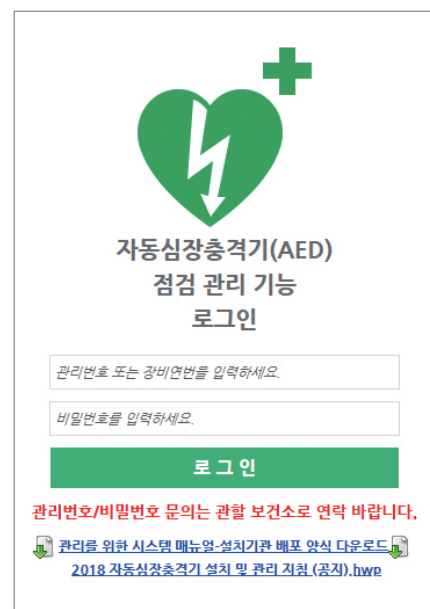 자동심장충격기(AED)
점검 관리 기능
로그인
관리번호 또는 장비연번을 입력하세요.
비밀번호를 입력하세요.
로 그 인
관리번호/비밀번호 문의는 관할 보건소로 연락 바랍니다.
관리를 위한 시스템 매뉴얼-설치기관 배포 양식 다운로드
2018 자동심장충격기 설치 및 관리 지침 (공지).hwp